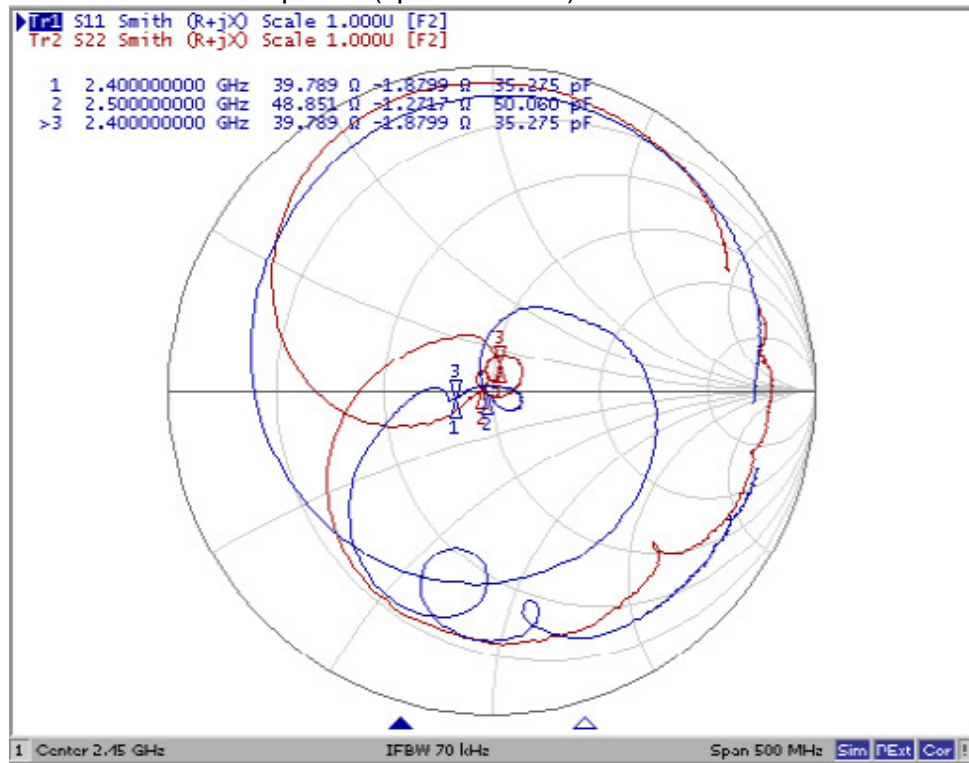 Tr1 S11 Smith (R+jX) Scale 1.000U [F2]
Tr2 S22 Smith (R+jX) Scale 1.000U [F2]
1 2.400000000 GHz 39.789 Ω -1.8799 Ω 35.275 pF
2 2.500000000 GHz 48.851 Ω -1.2717 Ω 50.060 pF
>3 2.400000000 GHz 39.789 Ω -1.8799 Ω 35.275 pF
3
3
1
2
2
1 Center 2.45 GHz IFBW 70 kHz Span 500 MHz Sim PExt Cor !